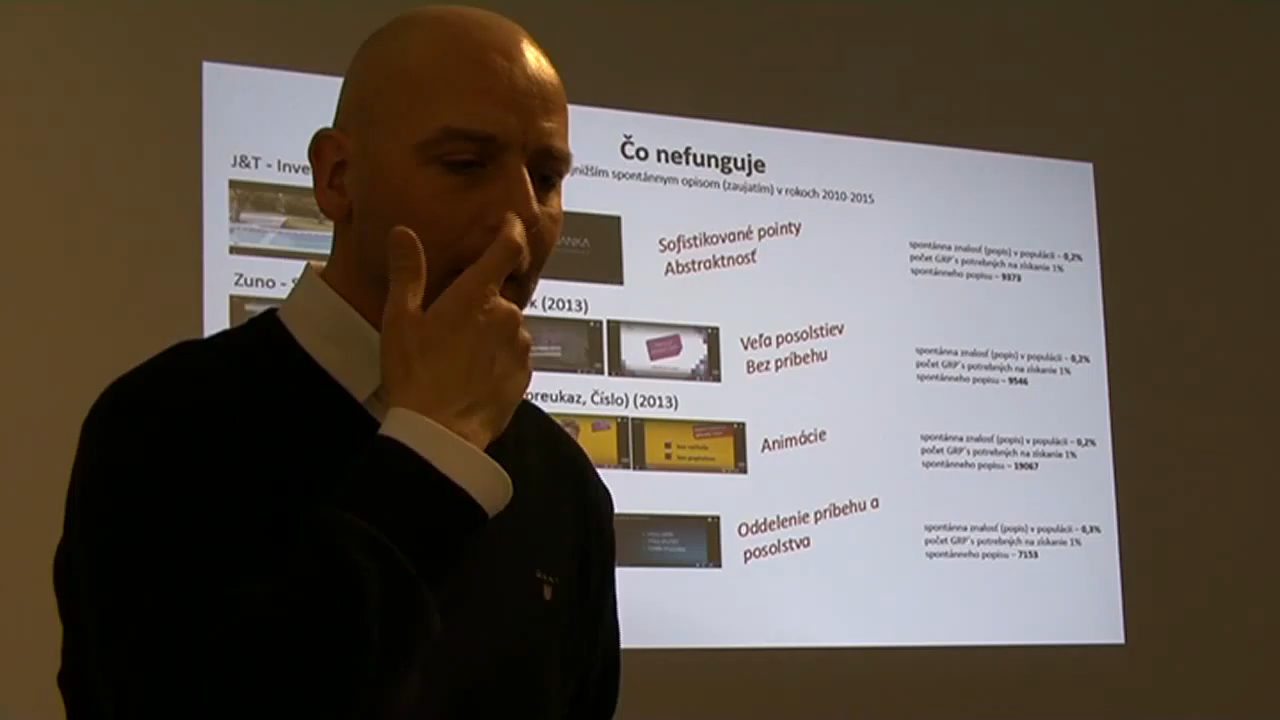 Čo nefunguje
nižším spontánnym opisom (zaujatím) v rokoch 2010-2015
J&T - Inve
ANKA
Sofistikované pointy
Abstraktnosť
spontánna znalosť (popis) v populácii – 0,2%
počet GRP´s potrebných na získanie 1%
spontánneho popisu – 9373
Zuno - S
k (2013)
Veľa posolstiev
Bez príbehu
spontánna znalosť (popis) v populácii – 0,2%
počet GRP´s potrebných na získanie 1%
spontánneho popisu – 9546
oreukaz, Číslo) (2013)
Animácie
spontánna znalosť (popis) v populácii – 0,2%
počet GRP´s potrebných na získanie 1%
spontánneho popisu – 19067
Oddelenie príbehu a
posolstva
spontánna znalosť (popis) v populácii – 0,3%
počet GRP´s potrebných na získanie 1%
spontánneho popisu – 7153
GANT